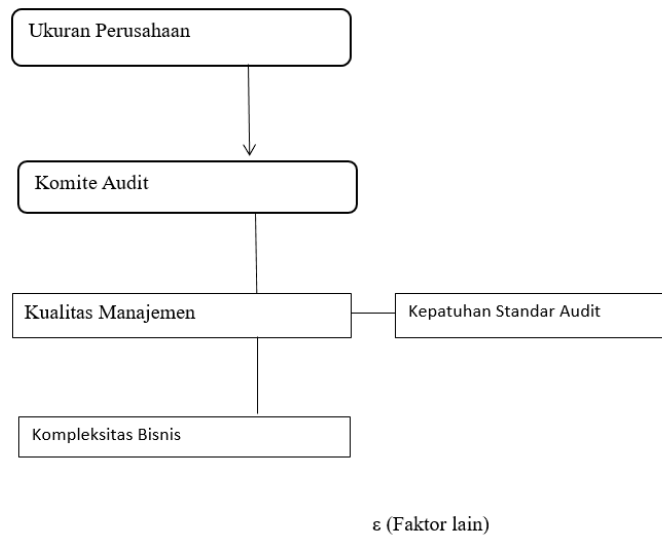 Ukuran Perusahaan
Komite Audit
Kualitas Manajemen
Kepatuhan Standar Audit
Kompleksitas Bisnis
ε (Faktor lain)